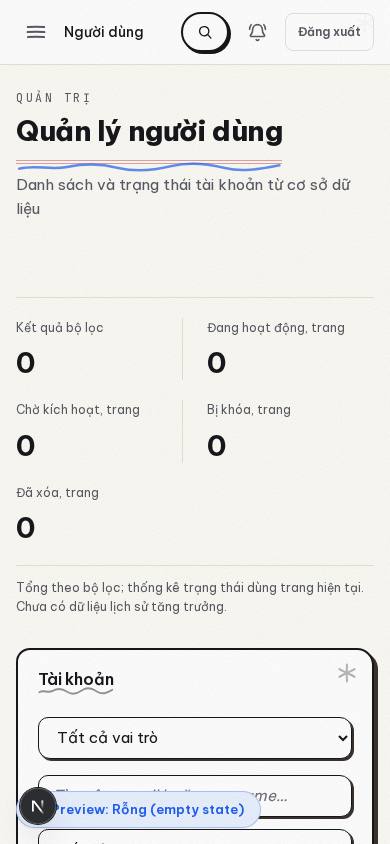 Người dùng
Đăng xuất
QUẢN TRỊ
Quản lý người dùng
Danh sách và trạng thái tài khoản từ cơ sở dữ
liệu
Kết quả bộ lọc
Đang hoạt động, trang
0
0
Chờ kích hoạt, trang
Bị khóa, trang
0
0
Đã xóa, trang
0
Tổng theo bộ lọc; thống kê trạng thái dùng trang hiện tại.
Chưa có dữ liệu lịch sử tăng trưởng.
Tài khoản
Tất cả vai trò
N
Preview: Rỗng (empty state)